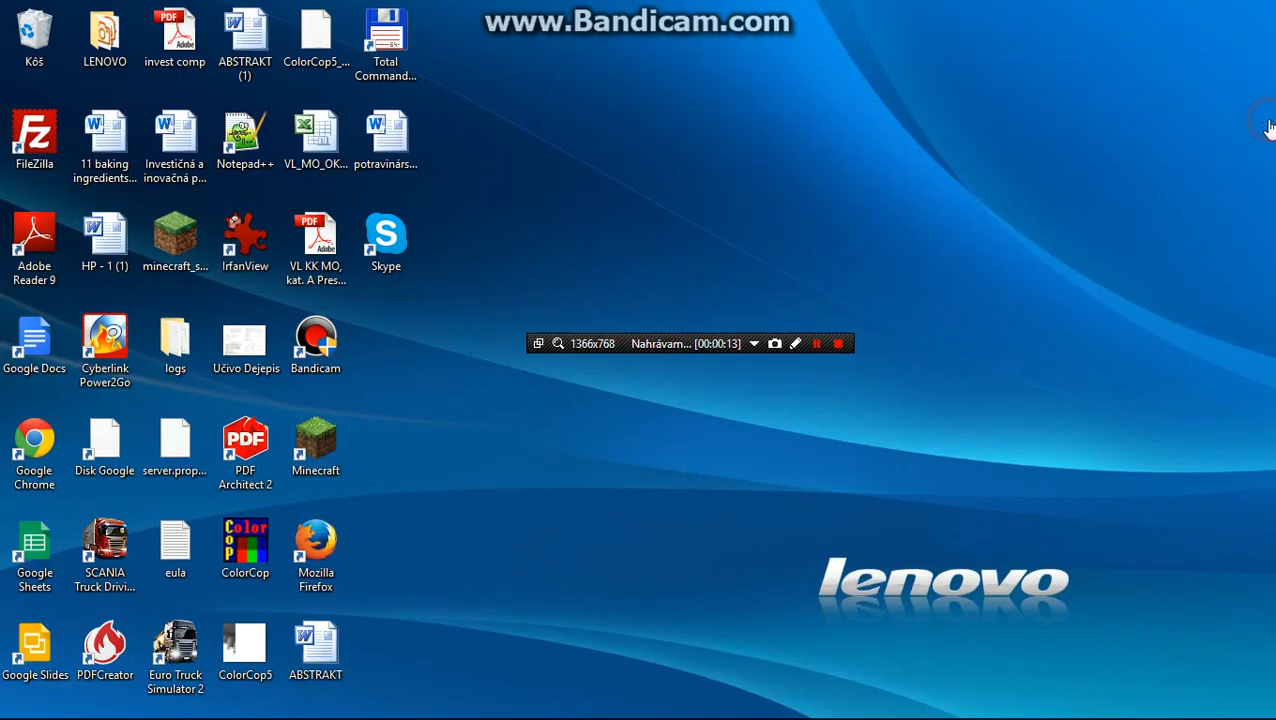 www.Bandicam.com
Kôš
LENOVO
invest comp
ABSTRAKT
(1)
ColorCop5_...
Total
Command...
FileZilla
11 baking
ingredients...
Investičná a
inovačná p...
Notepad++
VL_MO_OK...
potravinárs...
Adobe
Reader 9
HP - 1 (1)
minecraft_s...
IrfanView
VL KK MO,
kat. A Pres...
Skype
1366x768 Nahrávam... [00:00:13]
Google Docs
Cyberlink
Power2Go
logs
Učivo Dejepis
Bandicam
Google
Chrome
Disk Google
server.prop...
PDF
Architect 2
Minecraft
Google
Sheets
SCANIA
Truck Drivi...
eula
ColorCop
Mozilla
Firefox
lenovo
Google Slides
PDFCreator
Euro Truck
Simulator 2
ColorCop5
ABSTRAKT